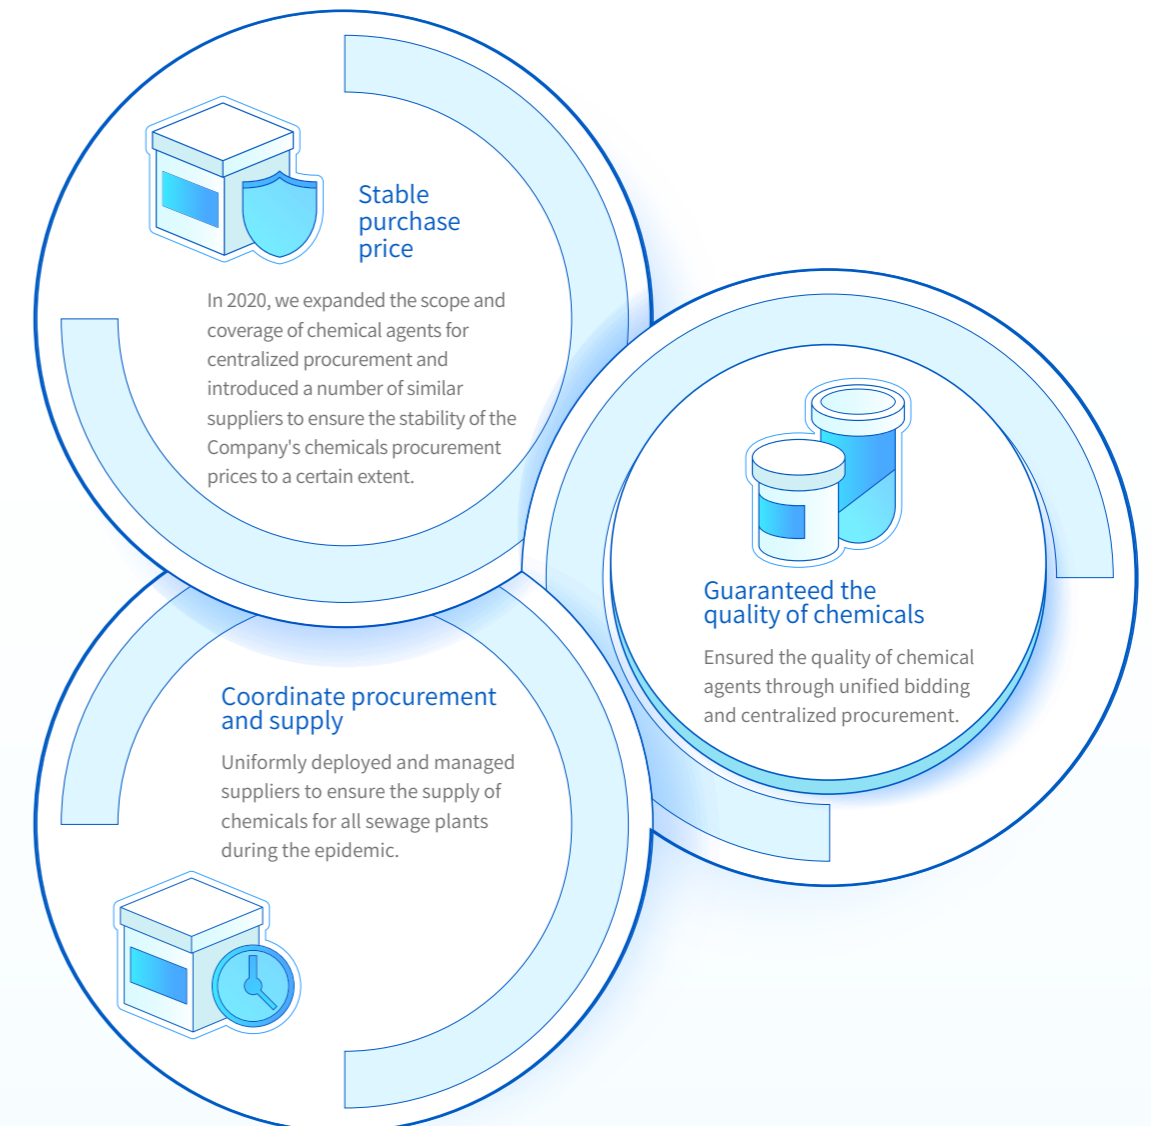 Stable
purchase
price
In 2020, we expanded the scope and
coverage of chemical agents for
centralized procurement and
introduced a number of similar
suppliers to ensure the stability of the
Company's chemicals procurement
prices to a certain extent.
Guaranteed the
quality of chemicals
Ensured the quality of chemical
agents through unified bidding
and centralized procurement.
Coordinate procurement
and supply
Uniformly deployed and managed
suppliers to ensure the supply of
chemicals for all sewage plants
during the epidemic.